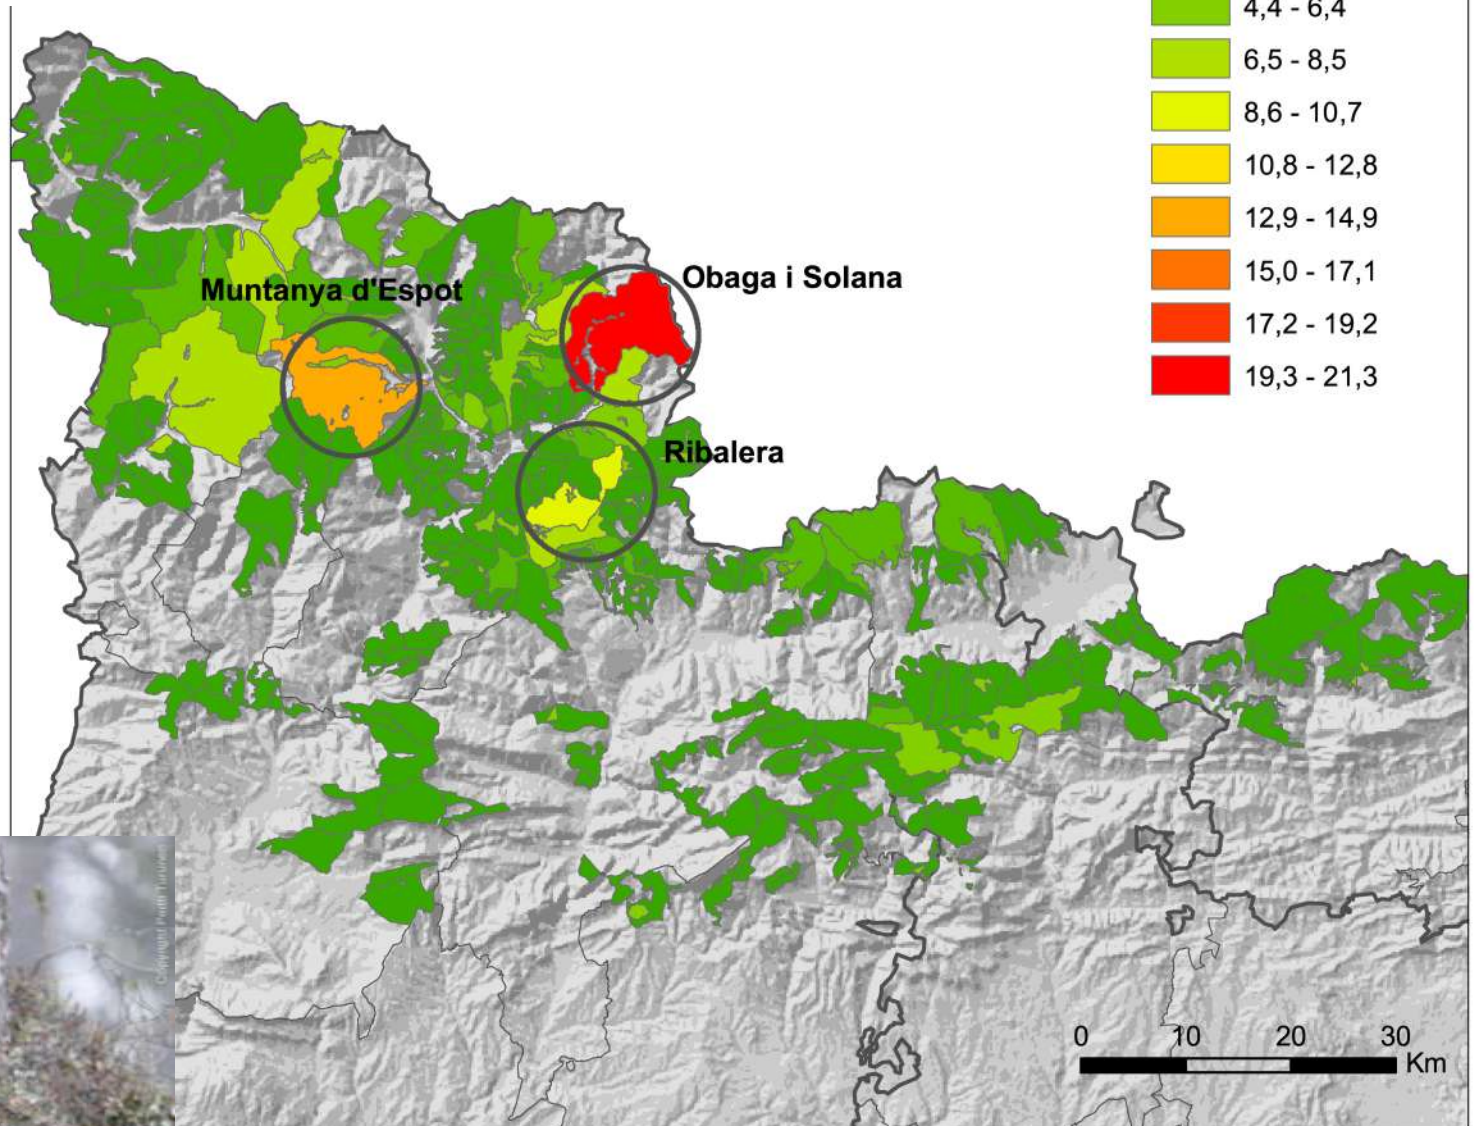 4,4 - 6,4
6,5 - 8,5
8,6 - 10,7
10,8 - 12,8
12,9 - 14,9
15,0 - 17,1
17,2 - 19,2
19,3 - 21,3
Muntanya d'Espot
Obaga i Solana
Ribalera
0 10 20 30
Km